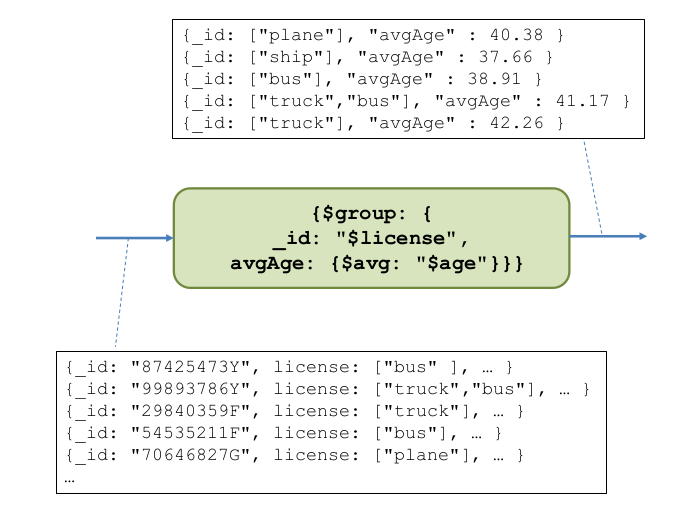 {_id: ["plane"], "avgAge" : 40.38 }
{_id: ["ship"], "avgAge" : 37.66 }
{_id: ["bus"], "avgAge" : 38.91 }
{_id: ["truck","bus"], "avgAge" : 41.17 }
{_id: ["truck"], "avgAge" : 42.26 }
{$group: {
_id: "$license",
avgAge: {$avg: "$age"}}}
{_id: "87425473Y", license: ["bus" ], … }
{_id: "99893786Y", license: ["truck","bus"], … }
{_id: "29840359F", license: ["truck"], … }
{_id: "54535211F", license: ["bus"], … }
{_id: "70646827G", license: ["plane"], … }
…